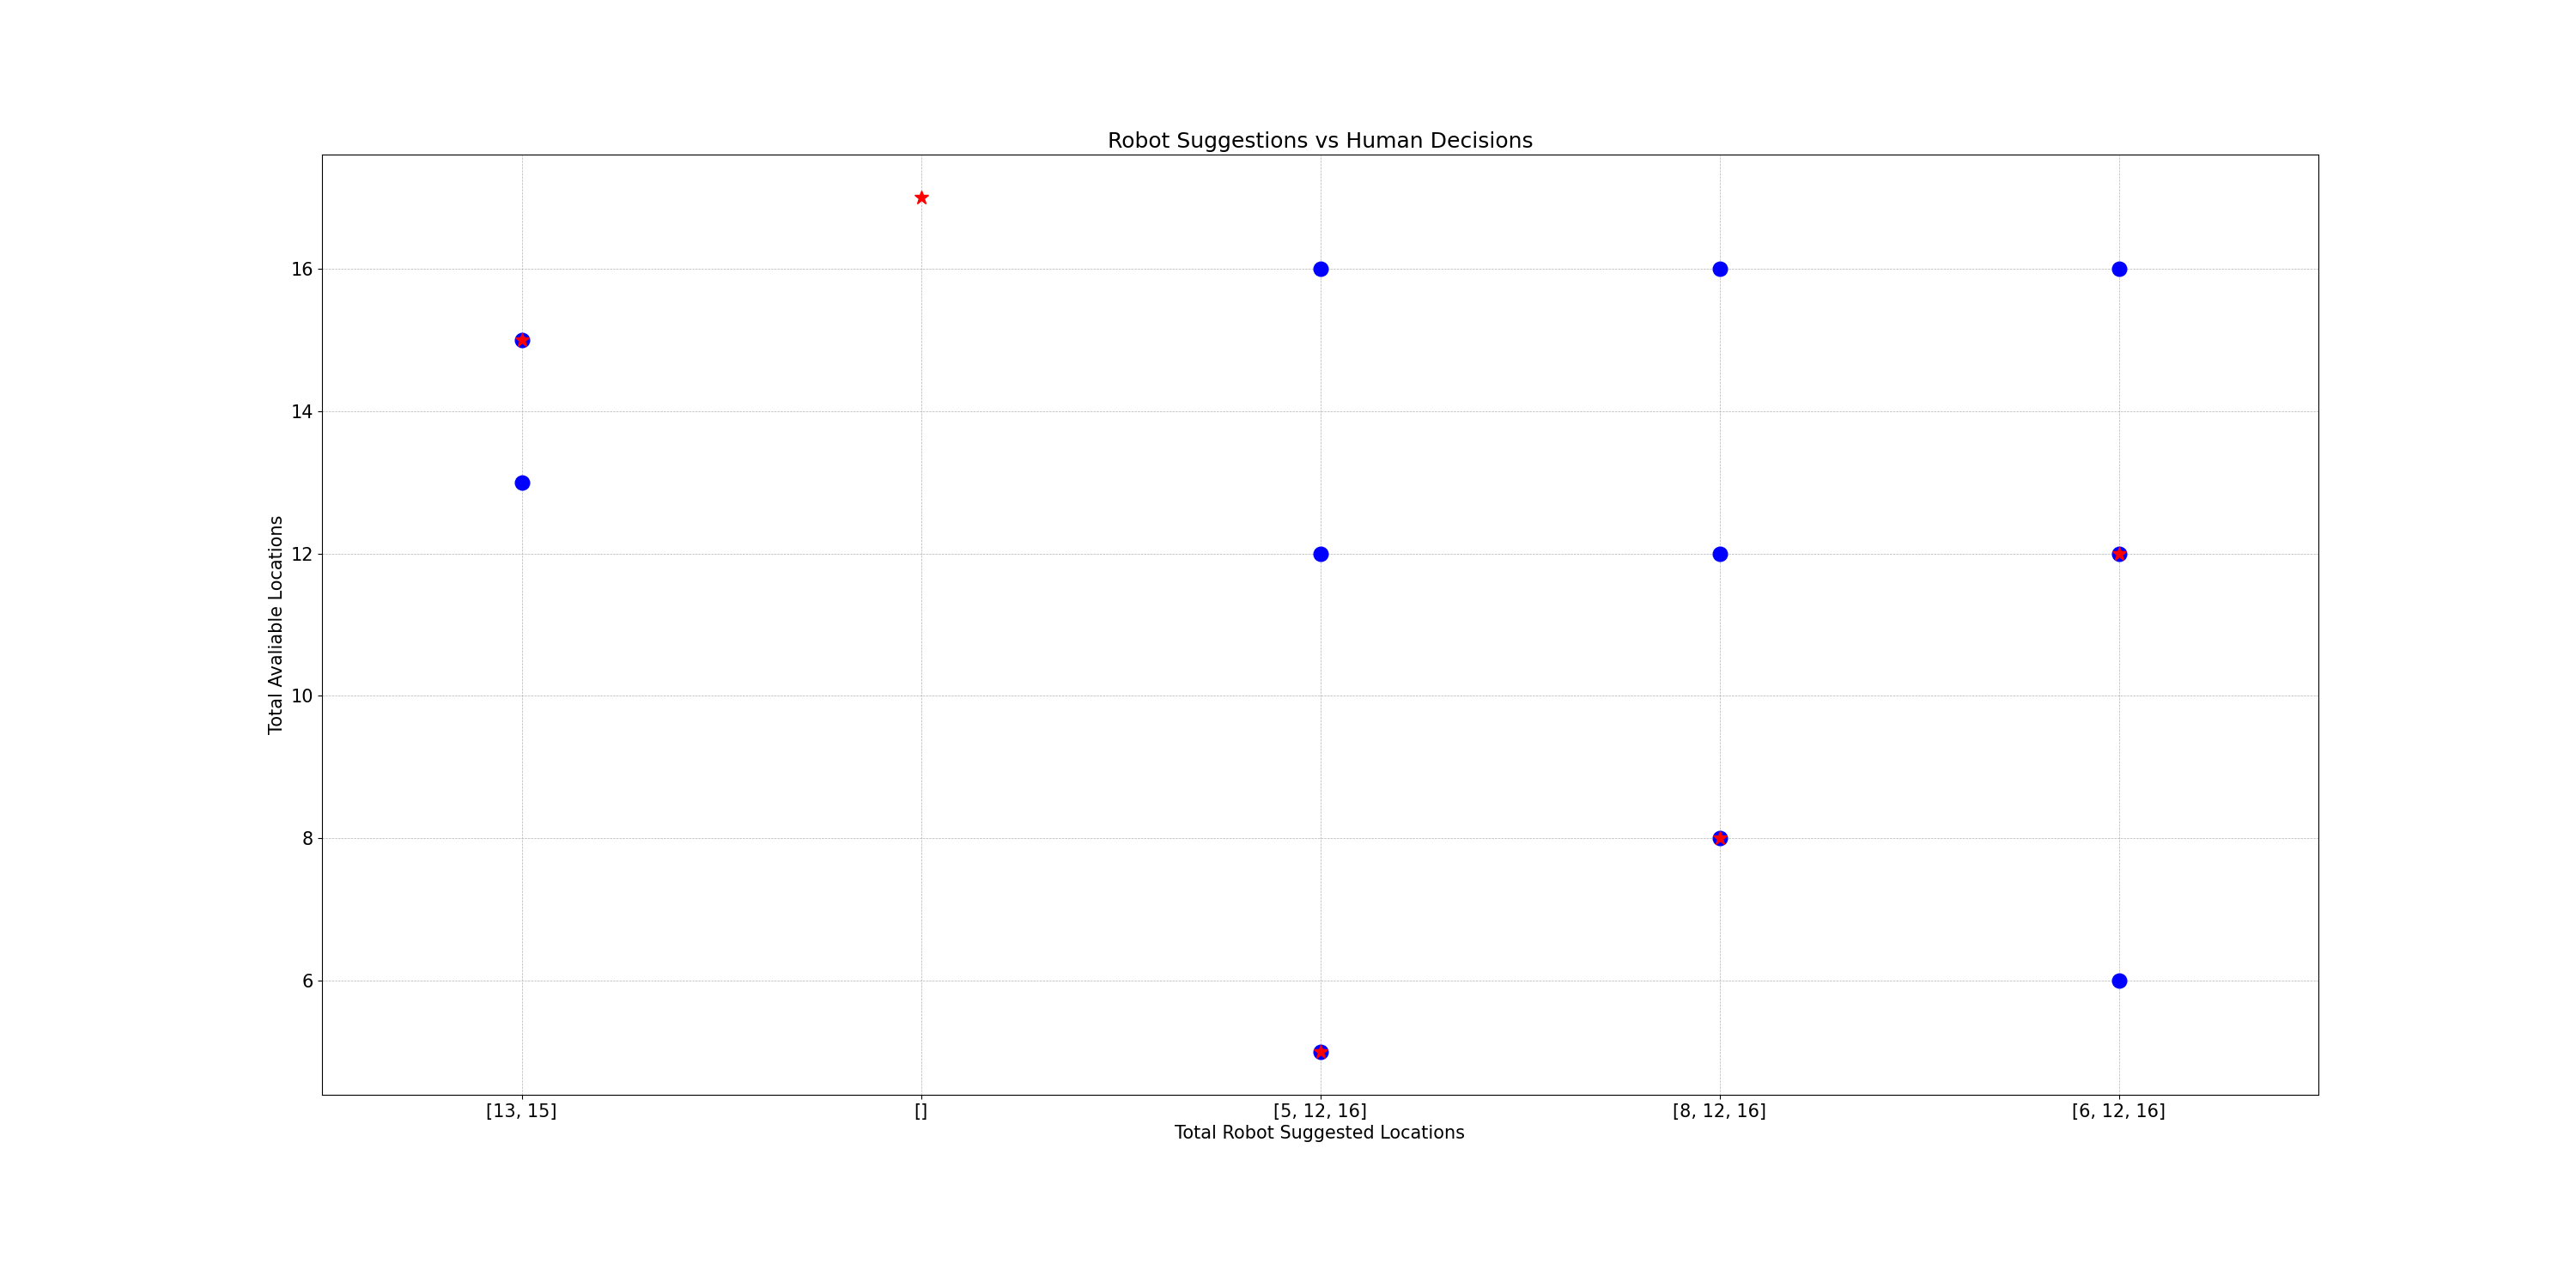 Robot Suggestions vs Human Decisions
Total Avaliable Locations
16
14
12
10
8
6
[13, 15]
[]
[5, 12, 16]
[8, 12, 16]
[6, 12, 16]
Total Robot Suggested Locations